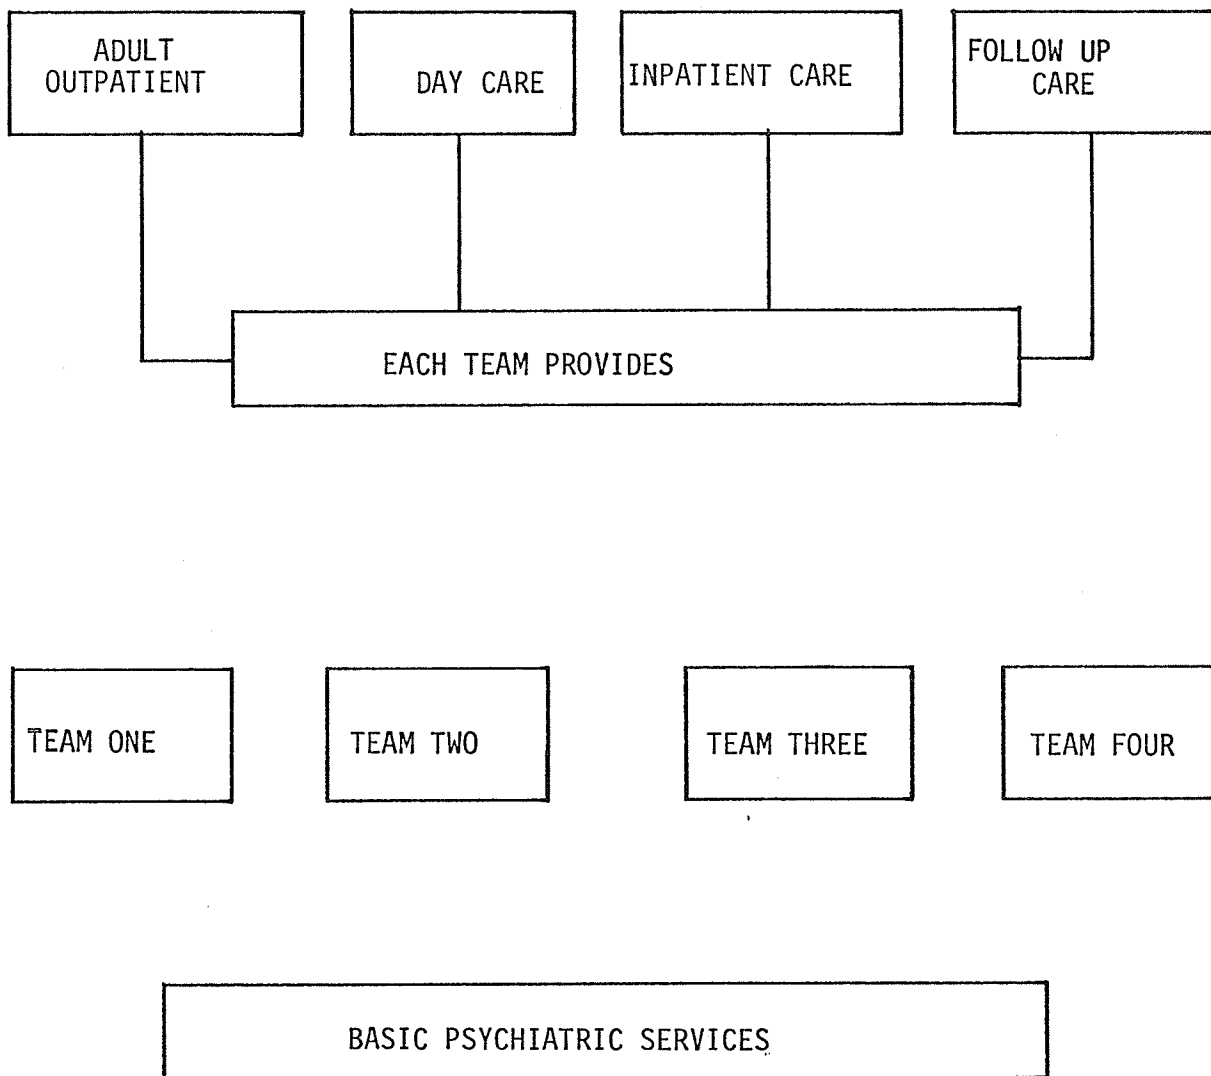 ADULT
OUTPATIENT
DAY CARE
INPATIENT CARE
FOLLOW UP
CARE
EACH TEAM PROVIDES
TEAM ONE
TEAM TWO
TEAM THREE
TEAM FOUR
BASIC PSYCHIATRIC SERVICES